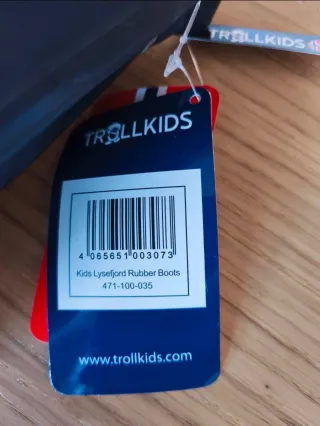 TROLLKIDS
TROLLKIDS
4 065651 003073
Kids Lysefjord Rubber Boots
471-100-035
www.trollkids.com